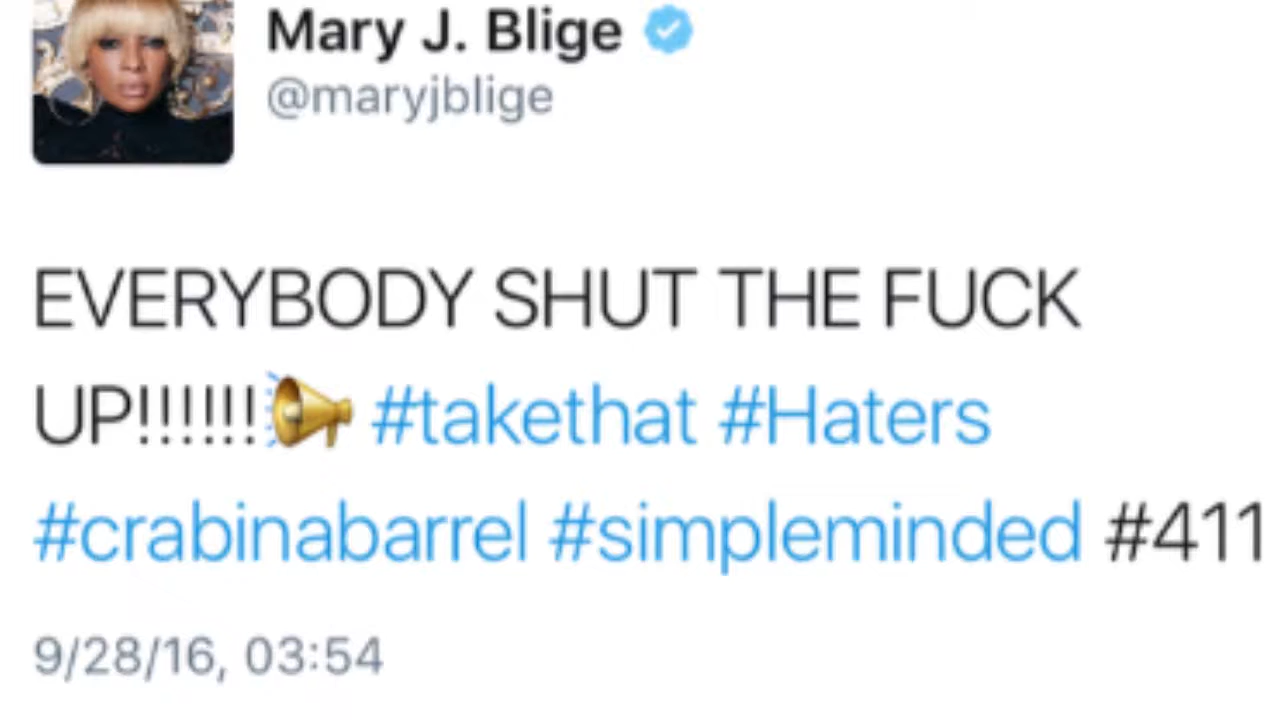 Mary J. Blige
@maryjblige
EVERYBODY SHUT THE FUCK
UP!!!!!!📢 #takethat #Haters
#crabinabarrel #simpleminded #411
9/28/16, 03:54